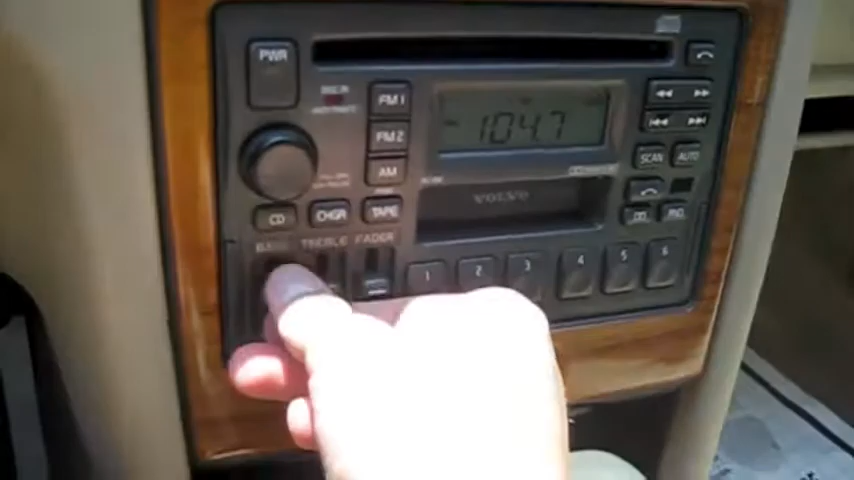 PWR
FM 1
104.7
FM 2
AM
SCAN AUTO
VOLVO
CD CHGR TAPE
BASS TREBLE FADER
1 2 3 4 5 6